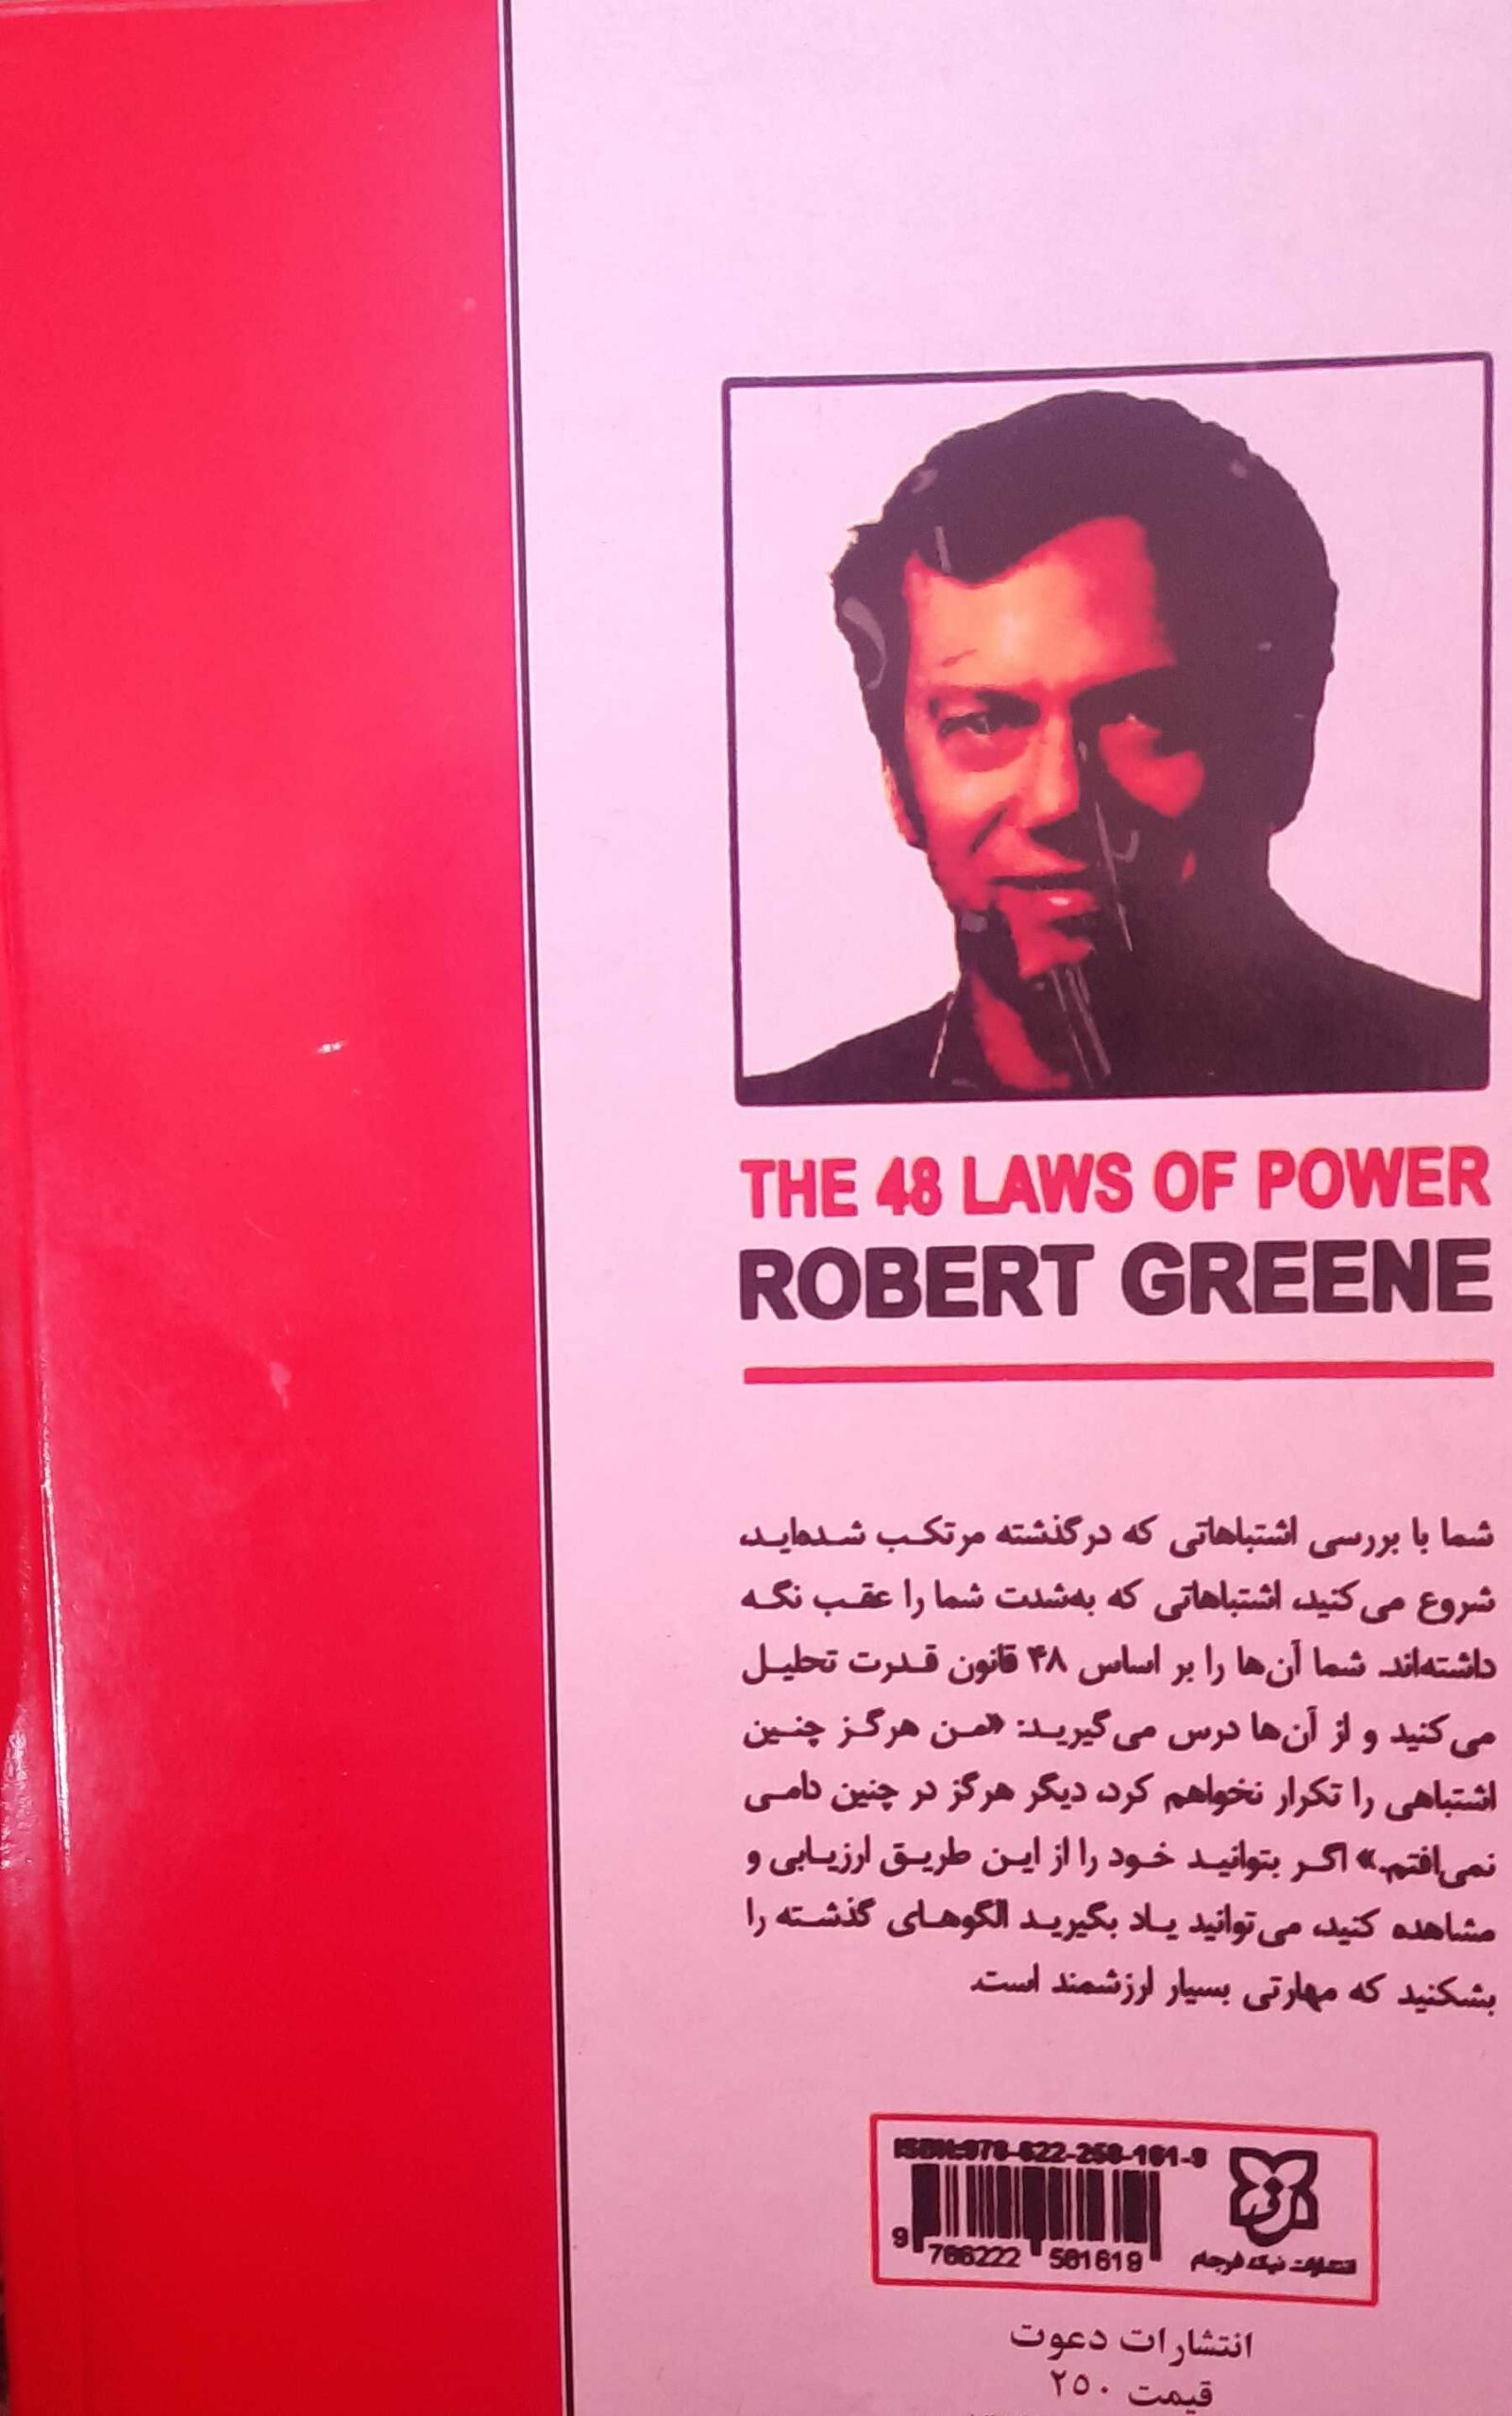 THE 48 LAWS OF POWER
ROBERT GREENE
شما با بررسی اشتباهاتی که درگذشته مرتکب شده‌اید،
شروع می‌کنید، اشتباهاتی که به‌شدت شما را عقب نگه
داشته‌اند. شما آن‌ها را بر اساس ۴۸ قانون قدرت تحلیل
می‌کنید و از آن‌ها درس می‌گیرید: «من هرگز چنین
اشتباهی را تکرار نخواهم کرد، دیگر هرگز در چنین دامی
نمی‌افتم.» اگر بتوانید خود را از این طریق ارزیابی و
مشاهده کنید، می‌توانید یاد بگیرید الگوهای گذشته را
بشکنید که مهارتی بسیار ارزشمند است.
ISBN:978-622-256-161-9
9 786222 561619
انتشارات نیک فرجام
انتشارات دعوت
قیمت ۲۵۰